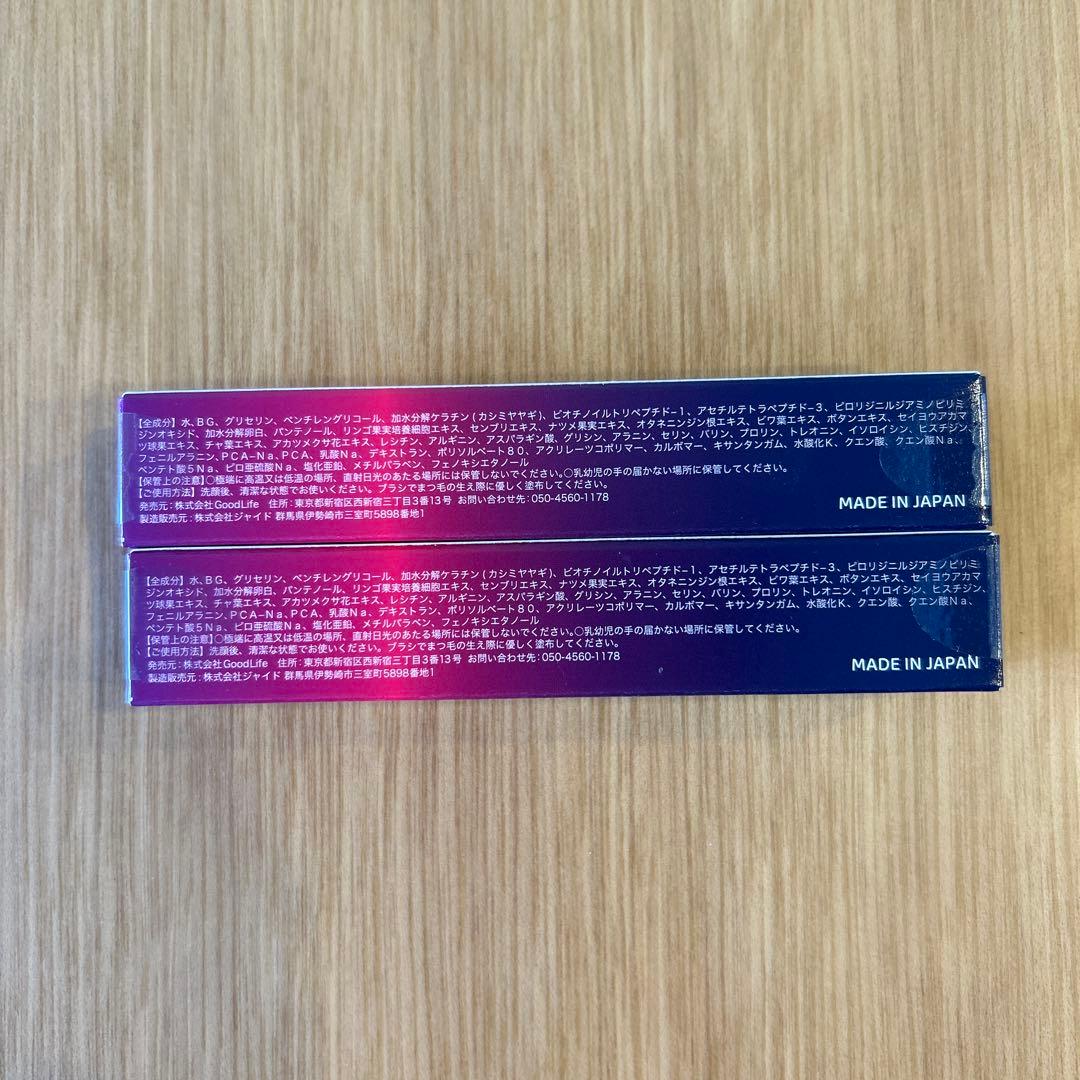 【全成分】水、BG、グリセリン、ペンチレングリコール、加水分解ケラチン(カシミヤヤギ)、ビオチノイルトリペプチド-1、アセチルテトラペプチド-3、ピロリジニルジアミノピリミ
ジンオキシド、加水分解卵白、パンテノール、リンゴ果実培養細胞エキス、センブリエキス、ナツメ果実エキス、オタネニンジン根エキス、ビワ葉エキス、ボタンエキス、セイヨウアカマ
ツ球果エキス、チャ葉エキス、アカツメクサ花エキス、レシチン、アルギニン、アスパラギン酸、グリシン、アラニン、セリン、バリン、プロリン、トレオニン、イソロイシン、ヒスチジン、
フェニルアラニン、PCA-Na、PCA、乳酸Na、デキストラン、ポリソルベート80、アクリレーツコポリマー、カルボマー、キサンタンガム、水酸化K、クエン酸、クエン酸Na、
ペンテト酸5Na、ピロ亜硫酸Na、塩化亜鉛、メチルパラベン、フェノキシエタノール
【保管上の注意】〇極端に高温又は低温の場所、直射日光のあたる場所には保管しないでください。〇乳幼児の手の届かない場所に保管してください。
【ご使用方法】洗顔後、清潔な状態でお使いください。ブラシでまつ毛の生え際に優しく塗布してください。
発売元:株式会社GoodLife 住所:東京都新宿区西新宿三丁目3番13号 お問い合わせ先:050-4560-1178
製造販売元:株式会社ジャイド 群馬県伊勢崎市三室町5898番地1
MADE IN JAPAN
【全成分】水、BG、グリセリン、ペンチレングリコール、加水分解ケラチン(カシミヤヤギ)、ビオチノイルトリペプチド-1、アセチルテトラペプチド-3、ピロリジニルジアミノピリミ
ジンオキシド、加水分解卵白、パンテノール、リンゴ果実培養細胞エキス、センブリエキス、ナツメ果実エキス、オタネニンジン根エキス、ビワ葉エキス、ボタンエキス、セイヨウアカマ
ツ球果エキス、チャ葉エキス、アカツメクサ花エキス、レシチン、アルギニン、アスパラギン酸、グリシン、アラニン、セリン、バリン、プロリン、トレオニン、イソロイシン、ヒスチジン、
フェニルアラニン、PCA-Na、PCA、乳酸Na、デキストラン、ポリソルベート80、アクリレーツコポリマー、カルボマー、キサンタンガム、水酸化K、クエン酸、クエン酸Na、
ペンテト酸5Na、ピロ亜硫酸Na、塩化亜鉛、メチルパラベン、フェノキシエタノール
【保管上の注意】〇極端に高温又は低温の場所、直射日光のあたる場所には保管しないでください。〇乳幼児の手の届かない場所に保管してください。
【ご使用方法】洗顔後、清潔な状態でお使いください。ブラシでまつ毛の生え際に優しく塗布してください。
発売元:株式会社GoodLife 住所:東京都新宿区西新宿三丁目3番13号 お問い合わせ先:050-4560-1178
製造販売元:株式会社ジャイド 群馬県伊勢崎市三室町5898番地1
MADE IN JAPAN